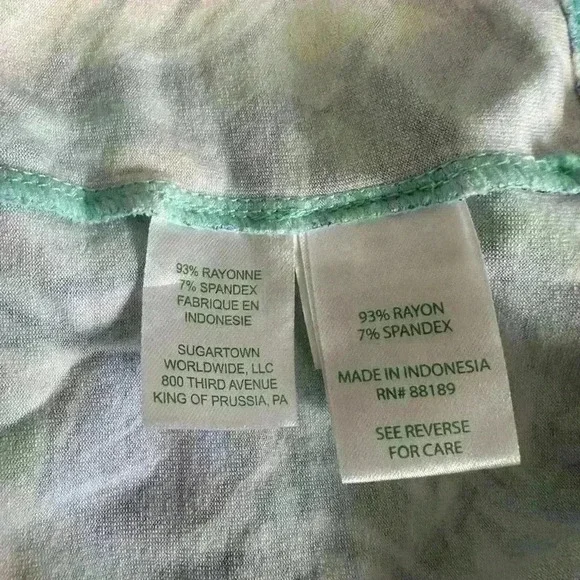 93% RAYONNE
7% SPANDEX
FABRIQUE EN
INDONESIE
SUGARTOWN
WORLDWIDE, LLC
800 THIRD AVENUE
KING OF PRUSSIA, PA
93% RAYON
7% SPANDEX
MADE IN INDONESIA
RN# 88189
SEE REVERSE
FOR CARE